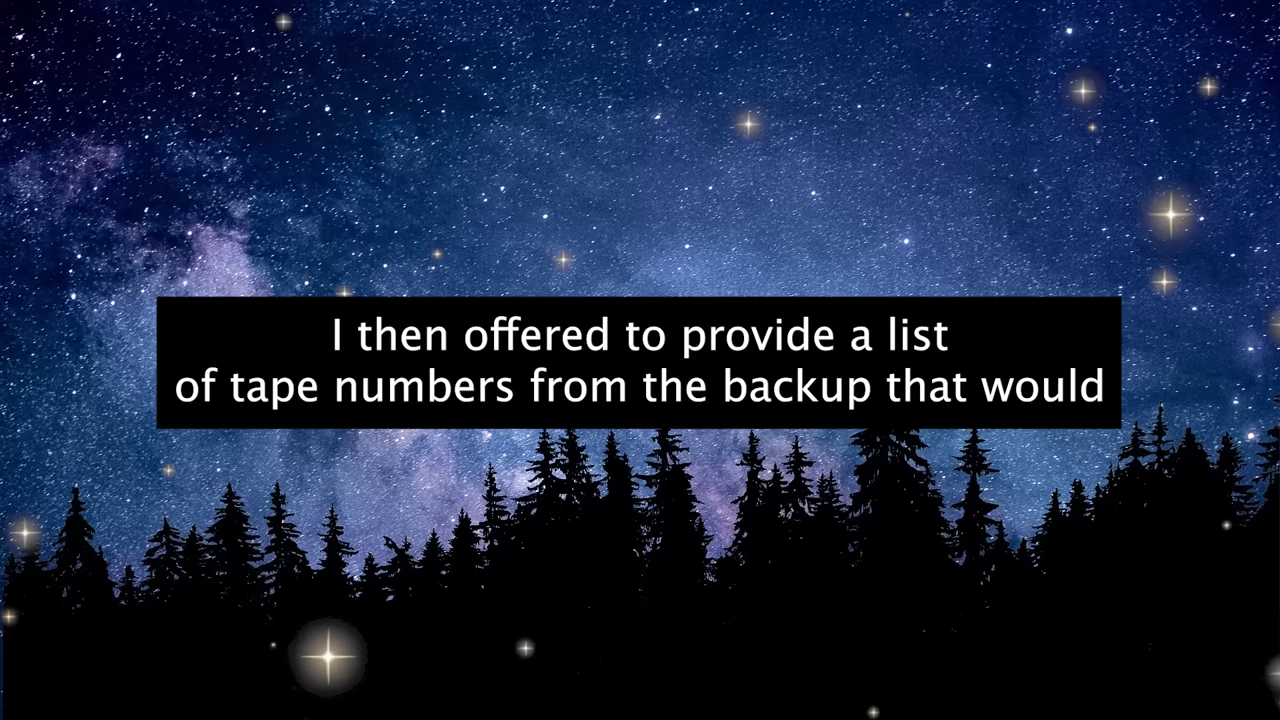 I then offered to provide a list
of tape numbers from the backup that would